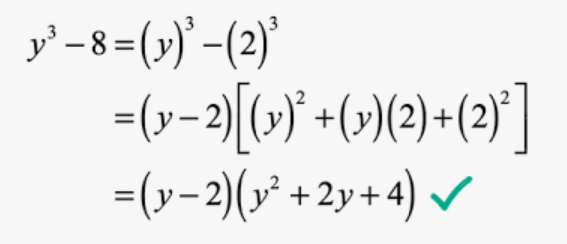 y³ – 8 = (y)³ – (2)³
= (y – 2)[(y)² + (y)(2) + (2)²]
= (y – 2)(y² + 2y + 4) ✓